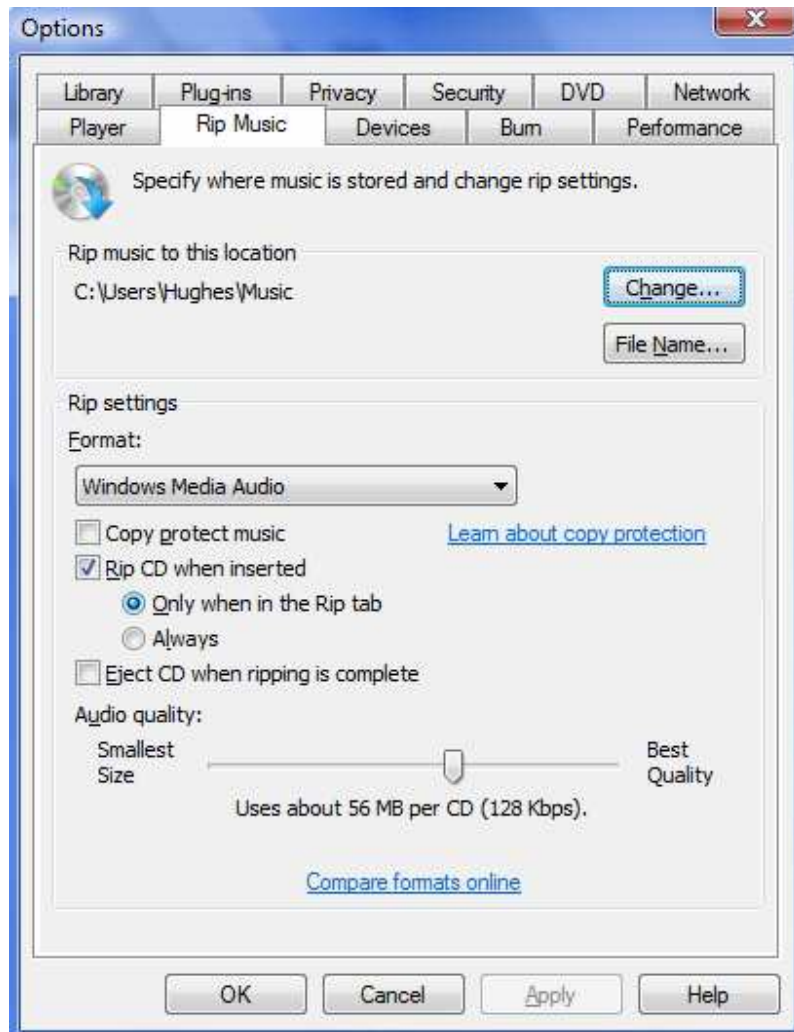 Options
Library Plug-ins Privacy Security DVD Network
Player Rip Music Devices Burn Performance
Specify where music is stored and change rip settings.
Rip music to this location
C:\Users\Hughes\Music
Change...
File Name...
Rip settings
Format:
Windows Media Audio
Copy protect music Learn about copy protection
Rip CD when inserted
Only when in the Rip tab
Always
Eject CD when ripping is complete
Audio quality:
Smallest Best
Size Quality
Uses about 56 MB per CD (128 Kbps).
Compare formats online
OK Cancel Apply Help